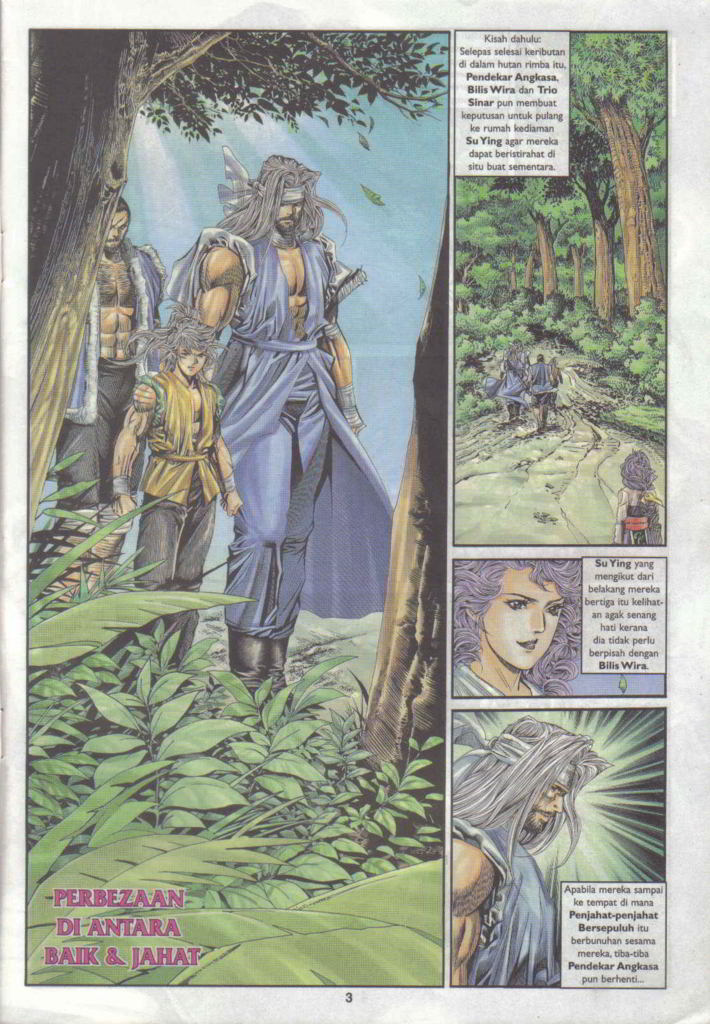 Kisah dahulu:
Selepas selesai keributan
di dalam hutan rimba itu,
Pendekar Angkasa,
Bilis Wira dan Trio
Sinar pun membuat
keputusan untuk pulang
ke rumah kediaman
Su Ying agar mereka
dapat beristirahat di
situ buat sementara.
Su Ying yang
mengikut dari
belakang mereka
bertiga itu kelihat-
an agak senang
hati kerana
dia tidak perlu
berpisah dengan
Bilis Wira.
Apabila mereka sampai
ke tempat di mana
Penjahat-penjahat
Bersepuluh itu
berbunuhan sesama
mereka, tiba-tiba
Pendekar Angkasa
pun berhenti...
PERBEZAAN
DI ANTARA
BAIK & JAHAT
3